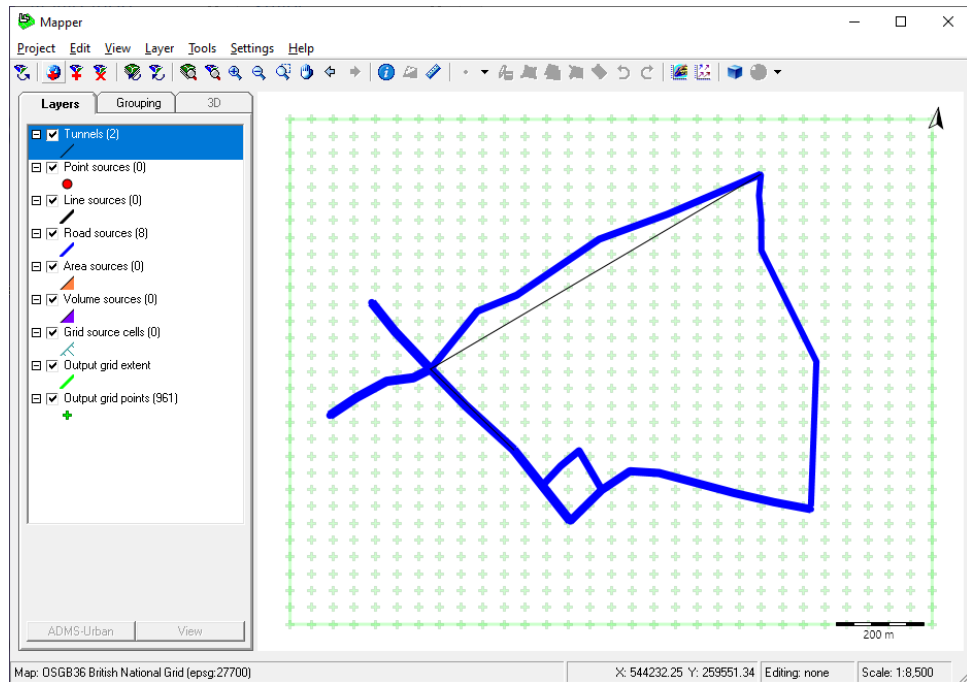 Mapper
Project Edit View Layer Tools Settings Help
Layers Grouping 3D
Tunnels (2)
Point sources (0)
Line sources (0)
Road sources (8)
Area sources (0)
Volume sources (0)
Grid source cells (0)
Output grid extent
Output grid points (961)
200 m
ADMS-Urban View
Map: OSGB36 British National Grid (epsg:27700) X: 544232.25 Y: 259551.34 Editing: none Scale: 1:8,500